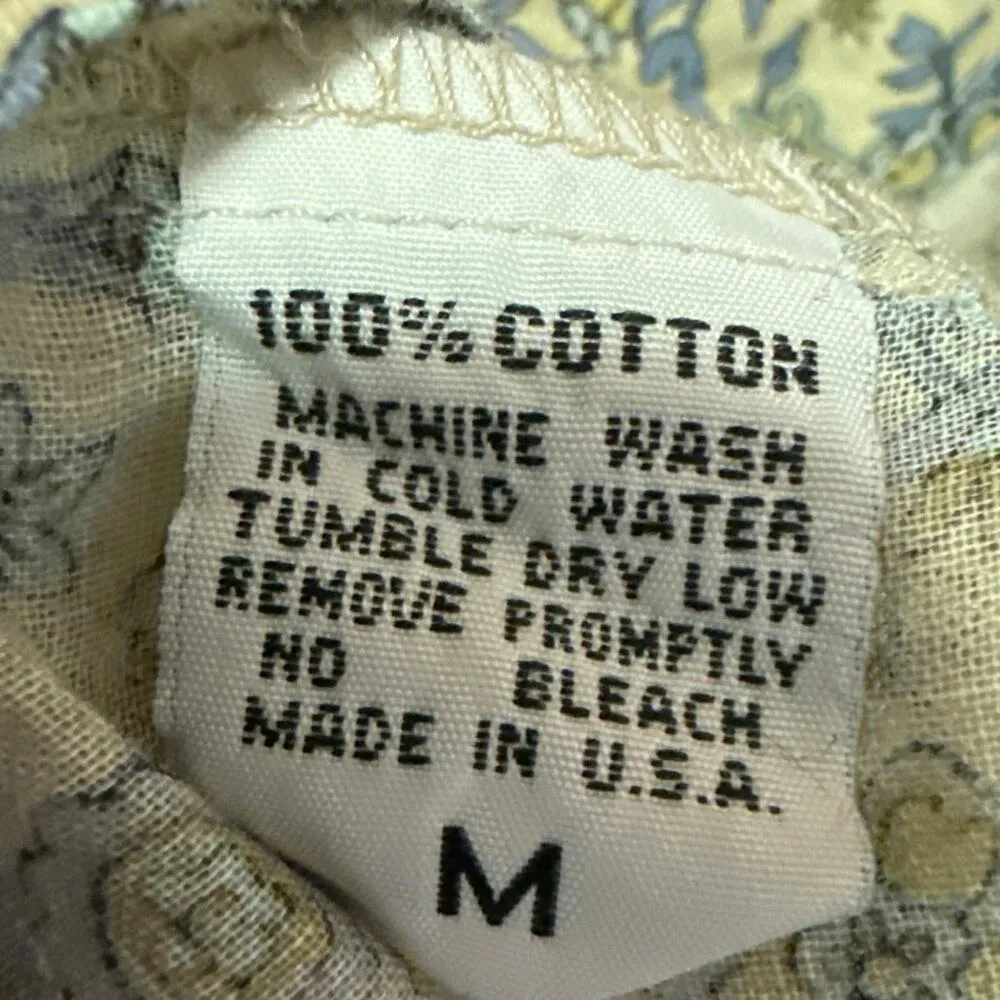 100% COTTON
MACHINE WASH
IN COLD WATER
TUMBLE DRY LOW
REMOVE PROMPTLY
NO BLEACH
MADE IN U.S.A.
M